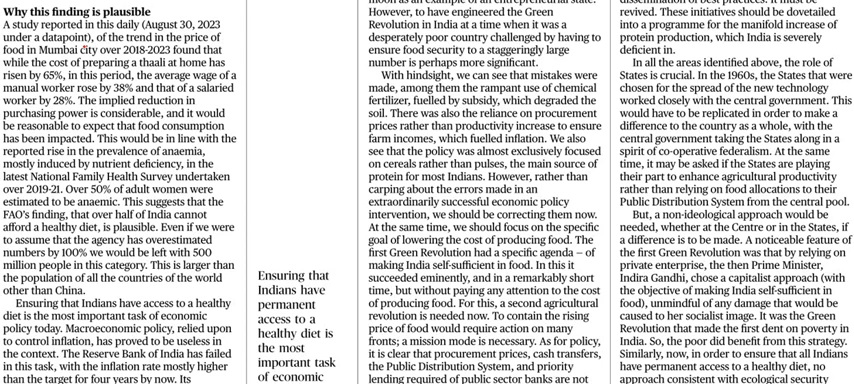 Why this finding is plausible
A study reported in this daily (August 30, 2023
under a datapoint), of the trend in the price of
food in Mumbai city over 2018-2023 found that
while the cost of preparing a thaali at home has
risen by 65%, in this period, the average wage of a
manual worker rose by 38% and that of a salaried
worker by 28%. The implied reduction in
purchasing power is considerable, and it would
be reasonable to expect that food consumption
has been impacted. This would be in line with the
reported rise in the prevalence of anaemia,
mostly induced by nutrient deficiency, in the
latest National Family Health Survey undertaken
over 2019-21. Over 50% of adult women were
estimated to be anaemic. This suggests that the
FAO's finding, that over half of India cannot
afford a healthy diet, is plausible. Even if we were
to assume that the agency has overestimated
numbers by 100% we would be left with 500
million people in this category. This is larger than
the population of all the countries of the world
other than China.
Ensuring that Indians have access to a healthy
diet is the most important task of economic
policy today. Macroeconomic policy, relied upon
to control inflation, has proved to be useless in
the context. The Reserve Bank of India has failed
in this task, with the inflation rate mostly higher
than the target for four years by now. Its
Ensuring that
Indians have
permanent
access to a
healthy diet is
the most
important task
of economic
moon as an example of an entrepreneurial state.
However, to have engineered the Green
Revolution in India at a time when it was a
desperately poor country challenged by having to
ensure food security to a staggeringly large
number is perhaps more significant.
With hindsight, we can see that mistakes were
made, among them the rampant use of chemical
fertilizer, fuelled by subsidy, which degraded the
soil. There was also the reliance on procurement
prices rather than productivity increase to ensure
farm incomes, which fuelled inflation. We also
see that the policy was almost exclusively focused
on cereals rather than pulses, the main source of
protein for most Indians. However, rather than
carping about the errors made in an
extraordinarily successful economic policy
intervention, we should be correcting them now.
At the same time, we should focus on the specific
goal of lowering the cost of producing food. The
first Green Revolution had a specific agenda — of
making India self-sufficient in food. In this it
succeeded eminently, and in a remarkably short
time, but without paying any attention to the cost
of producing food. For this, a second agricultural
revolution is needed now. To contain the rising
price of food would require action on many
fronts; a mission mode is necessary. As for policy,
it is clear that procurement prices, cash transfers,
the Public Distribution System, and priority
lending required of public sector banks are not
dissemination of best practices. It must be
revived. These initiatives should be dovetailed
into a programme for the manifold increase of
protein production, which India is severely
deficient in.
In all the areas identified above, the role of
States is crucial. In the 1960s, the States that were
chosen for the spread of the new technology
worked closely with the central government. This
would have to be replicated in order to make a
difference to the country as a whole, with the
central government taking the States along in a
spirit of co-operative federalism. At the same
time, it may be asked if the States are playing
their part to enhance agricultural productivity
rather than relying on food allocations to their
Public Distribution System from the central pool.
But, a non-ideological approach would be
needed, whether at the Centre or in the States, if
a difference is to be made. A noticeable feature of
the first Green Revolution was that by relying on
private enterprise, the then Prime Minister,
Indira Gandhi, chose a capitalist approach (with
the objective of making India self-sufficient in
food), unmindful of any damage that would be
caused to her socialist image. It was the Green
Revolution that made the first dent on poverty in
India. So, the poor did benefit from this strategy.
Similarly, now, in order to ensure that all Indians
have permanent access to a healthy diet, no
approach consistent with ecological security